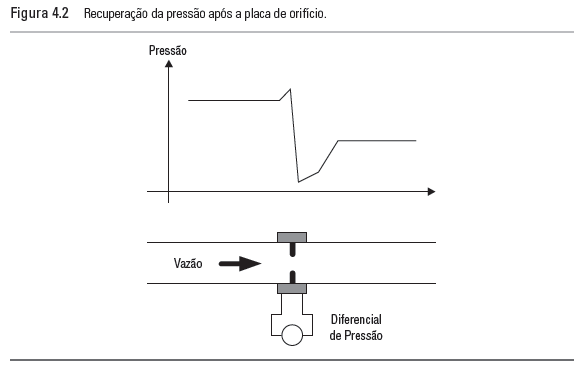 Figura 4.2 Recuperação da pressão após a placa de orifício.
Pressão
Vazão
Diferencial
de Pressão